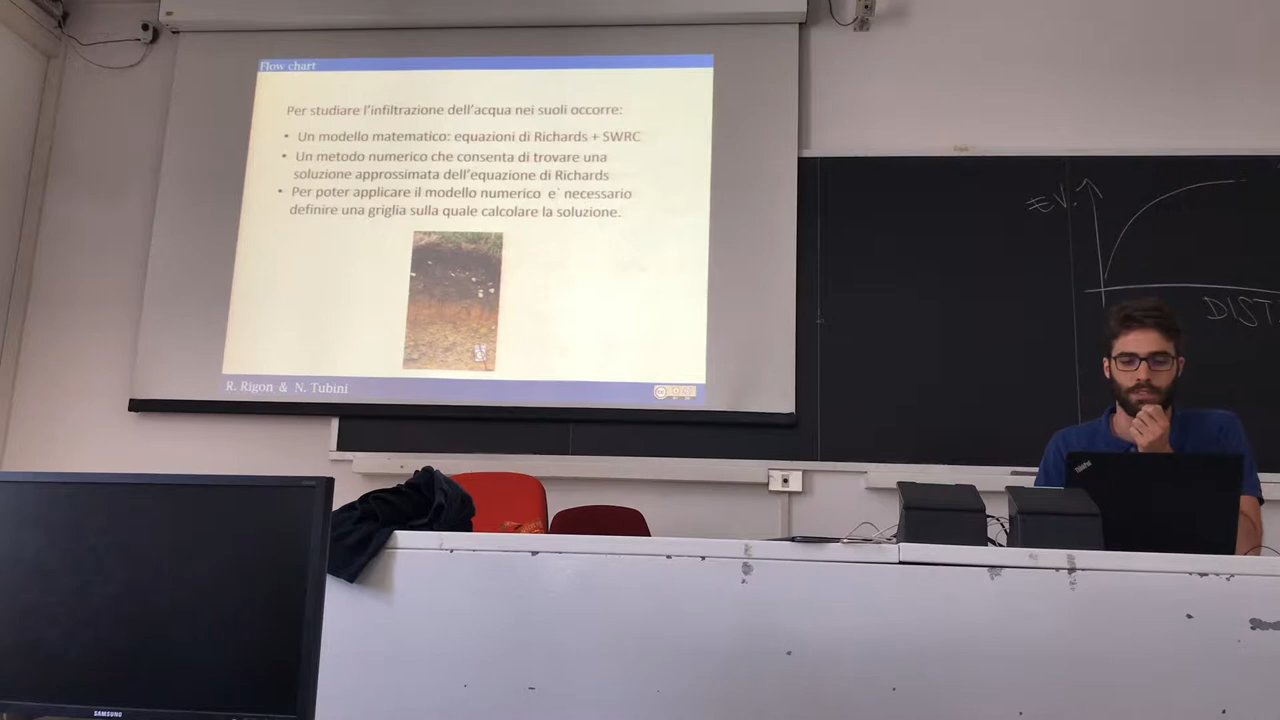 Flow chart
Per studiare l'infiltrazione dell'acqua nei suoli occorre:
• Un modello matematico: equazioni di Richards + SWRC
• Un metodo numerico che consenta di trovare una
soluzione approssimata dell'equazione di Richards
• Per poter applicare il modello numerico e` necessario
definire una griglia sulla quale calcolare la soluzione.
R. Rigon & N. Tubini
EV.
DIST
ThinkPad
SAMSUNG